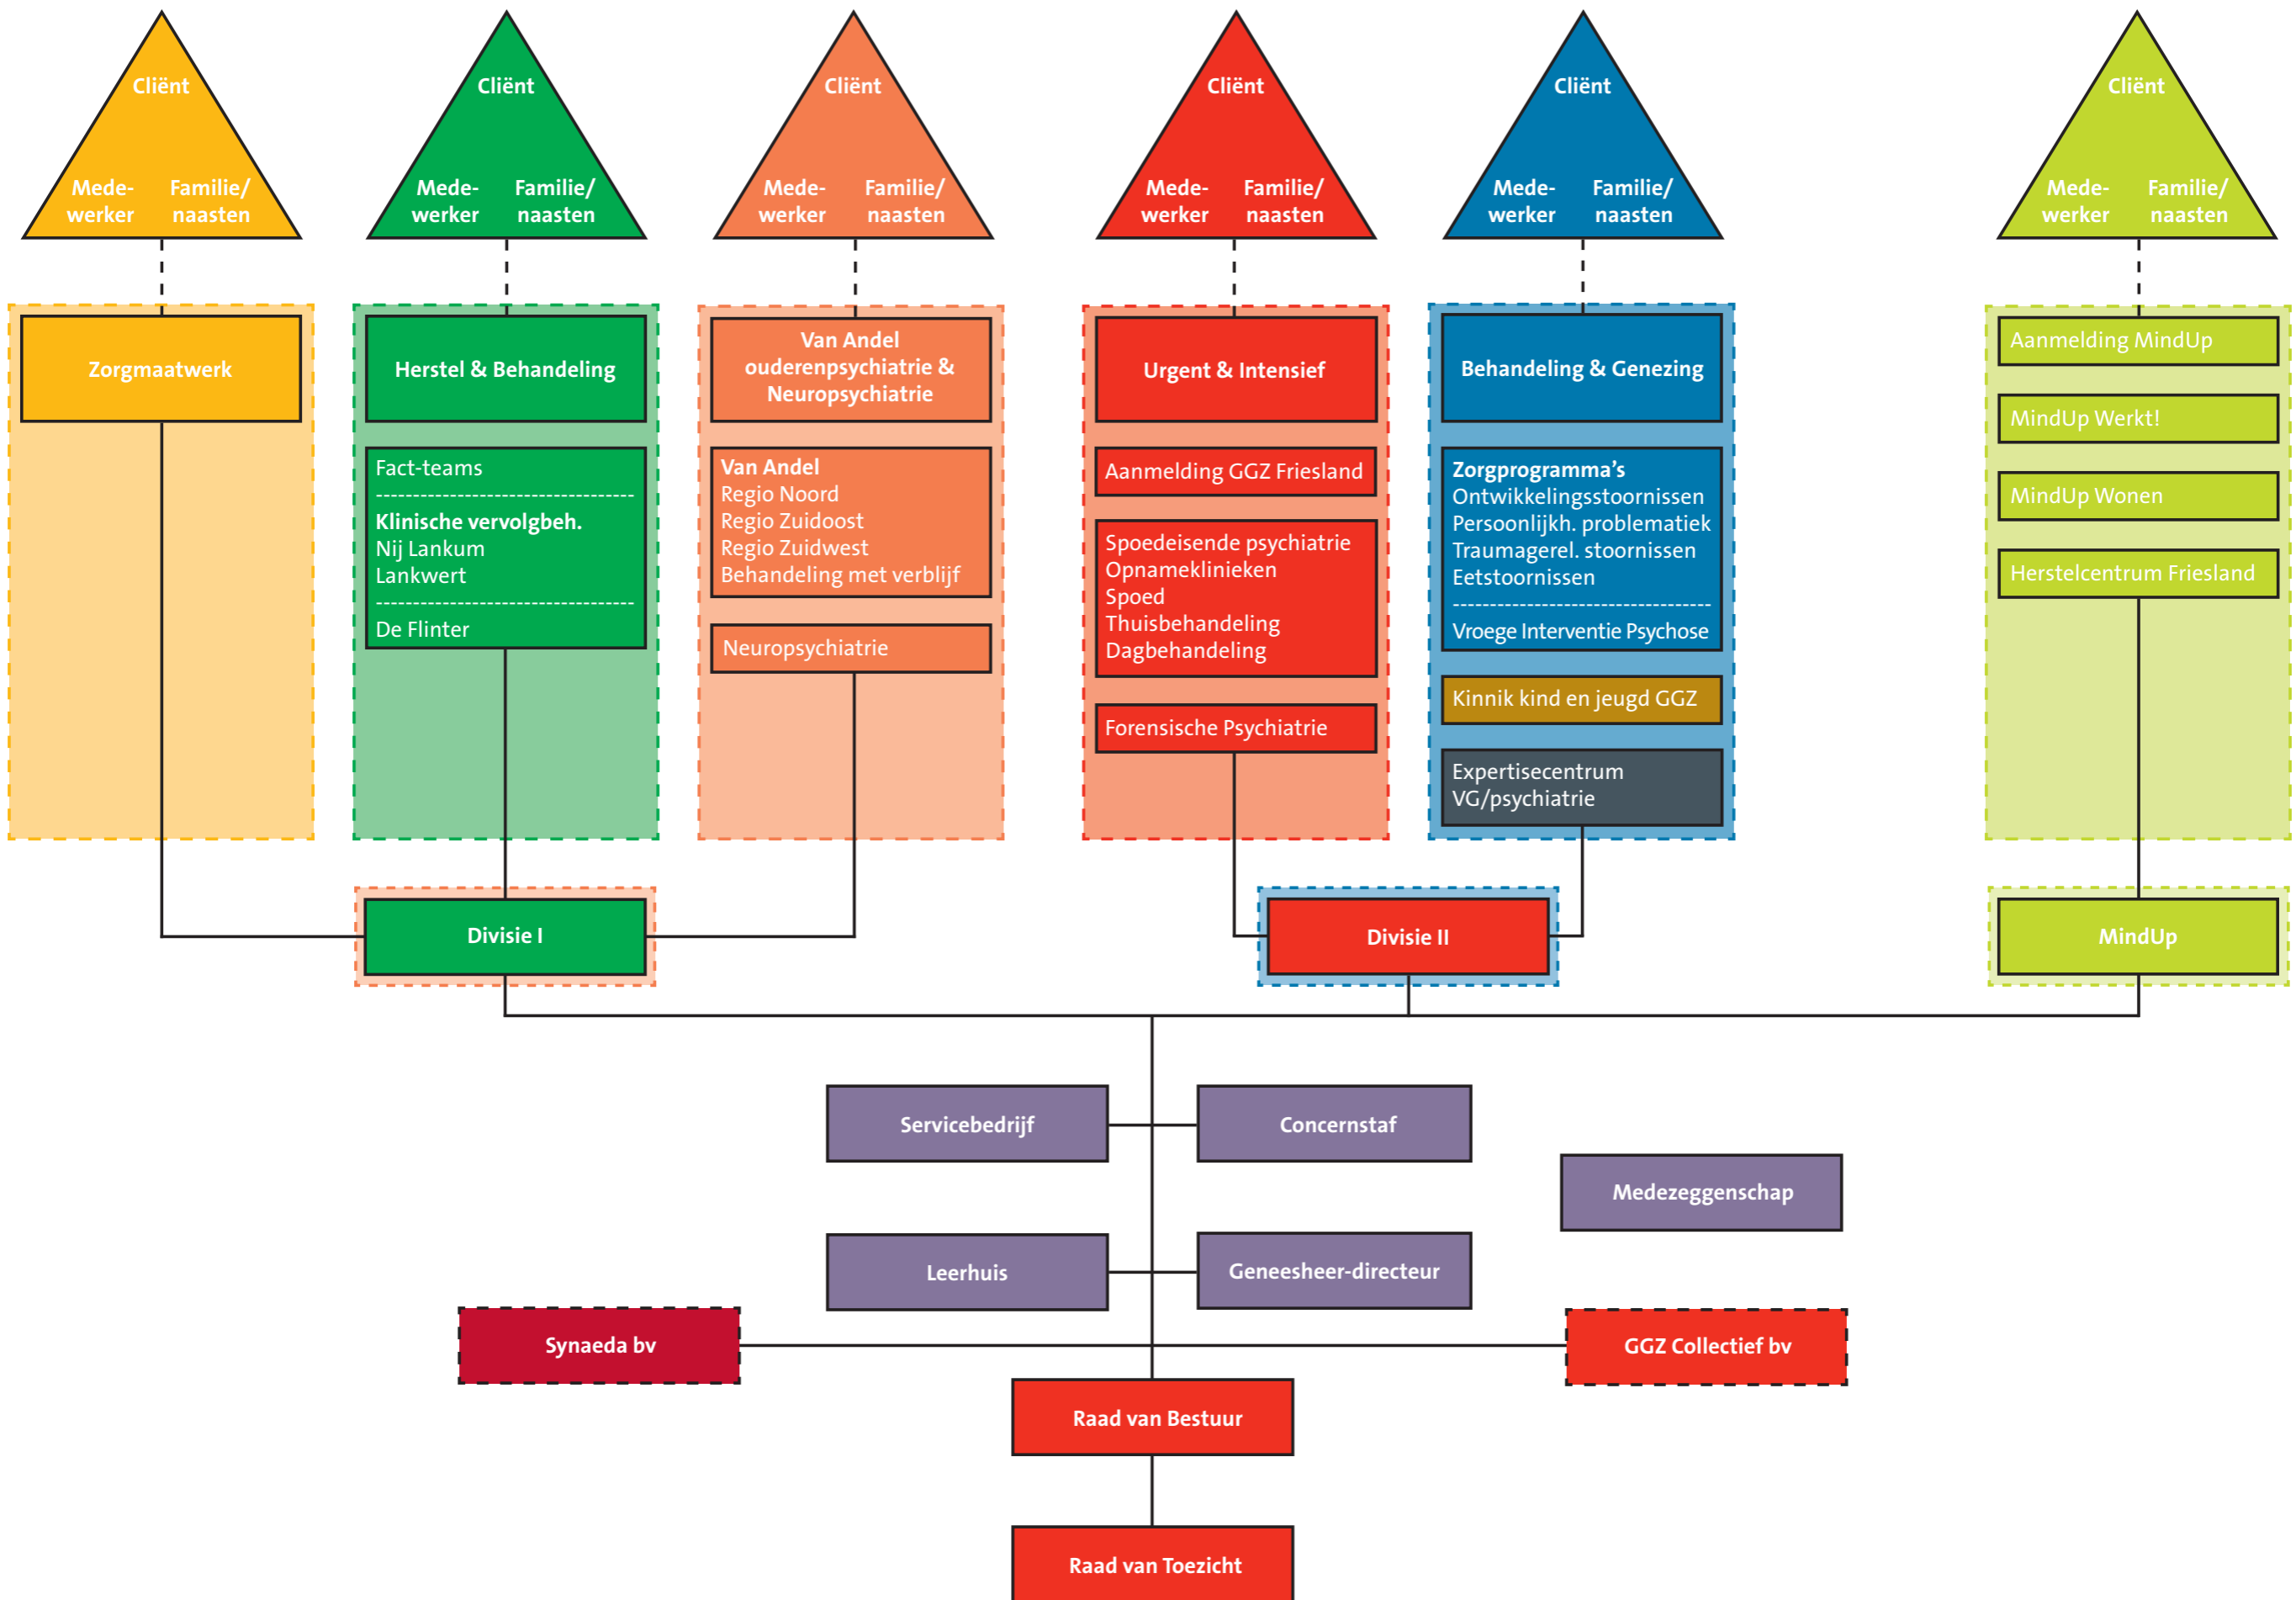 Cliënt
Mede-
werker
Familie/
naasten
Cliënt
Mede-
werker
Familie/
naasten
Cliënt
Mede-
werker
Familie/
naasten
Cliënt
Mede-
werker
Familie/
naasten
Cliënt
Mede-
werker
Familie/
naasten
Cliënt
Mede-
werker
Familie/
naasten
Zorgmaatwerk
Herstel & Behandeling
Fact-teams
------------------------------------
Klinische vervolgbeh.
Nij Lankum
Lankwert
------------------------------------
De Flinter
Van Andel
ouderenpsychiatrie &
Neuropsychiatrie
Van Andel
Regio Noord
Regio Zuidoost
Regio Zuidwest
Behandeling met verblijf
Neuropsychiatrie
Urgent & Intensief
Aanmelding GGZ Friesland
Spoedeisende psychiatrie
Opnameklinieken
Spoed
Thuisbehandeling
Dagbehandeling
Forensische Psychiatrie
Behandeling & Genezing
Zorgprogramma’s
Ontwikkelingsstoornissen
Persoonlijkh. problematiek
Traumagerel. stoornissen
Eetstoornissen
------------------------------------
Vroege Interventie Psychose
Kinnik kind en jeugd GGZ
Expertisecentrum
VG/psychiatrie
Aanmelding MindUp
MindUp Werkt!
MindUp Wonen
Herstelcentrum Friesland
Divisie I
Divisie II
MindUp
Servicebedrijf
Concernstaf
Medezeggenschap
Leerhuis
Geneesheer-directeur
Synaeda bv
GGZ Collectief bv
Raad van Bestuur
Raad van Toezicht